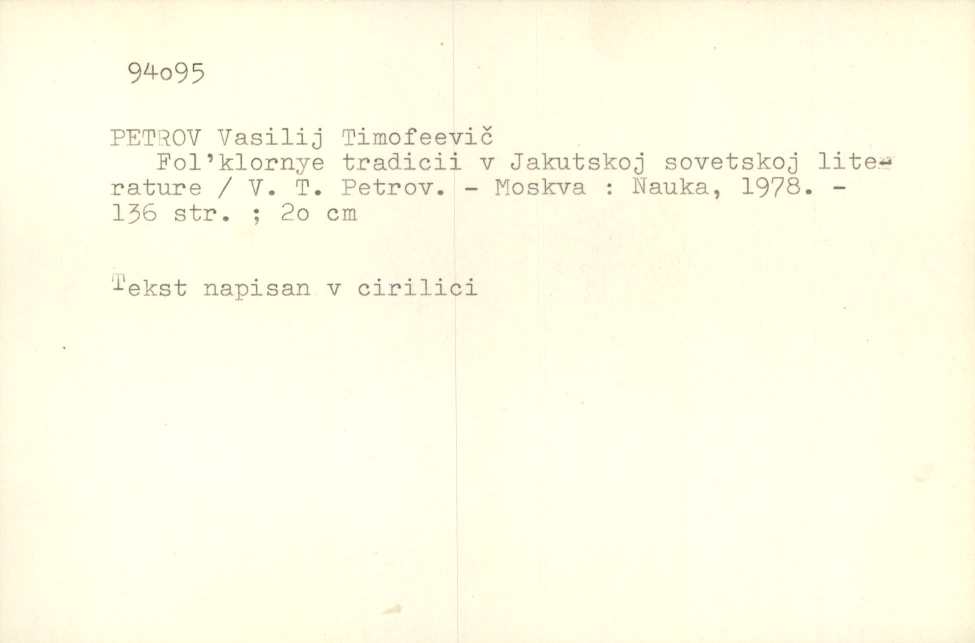 94o95
PETROV Vasilij Timofeevič
Fol'klornye tradicii v Jakutskoj sovetskoj lite-
rature / V. T. Petrov. - Moskva : Nauka, 1978. -
136 str. ; 2o cm
Tekst napisan v cirilici